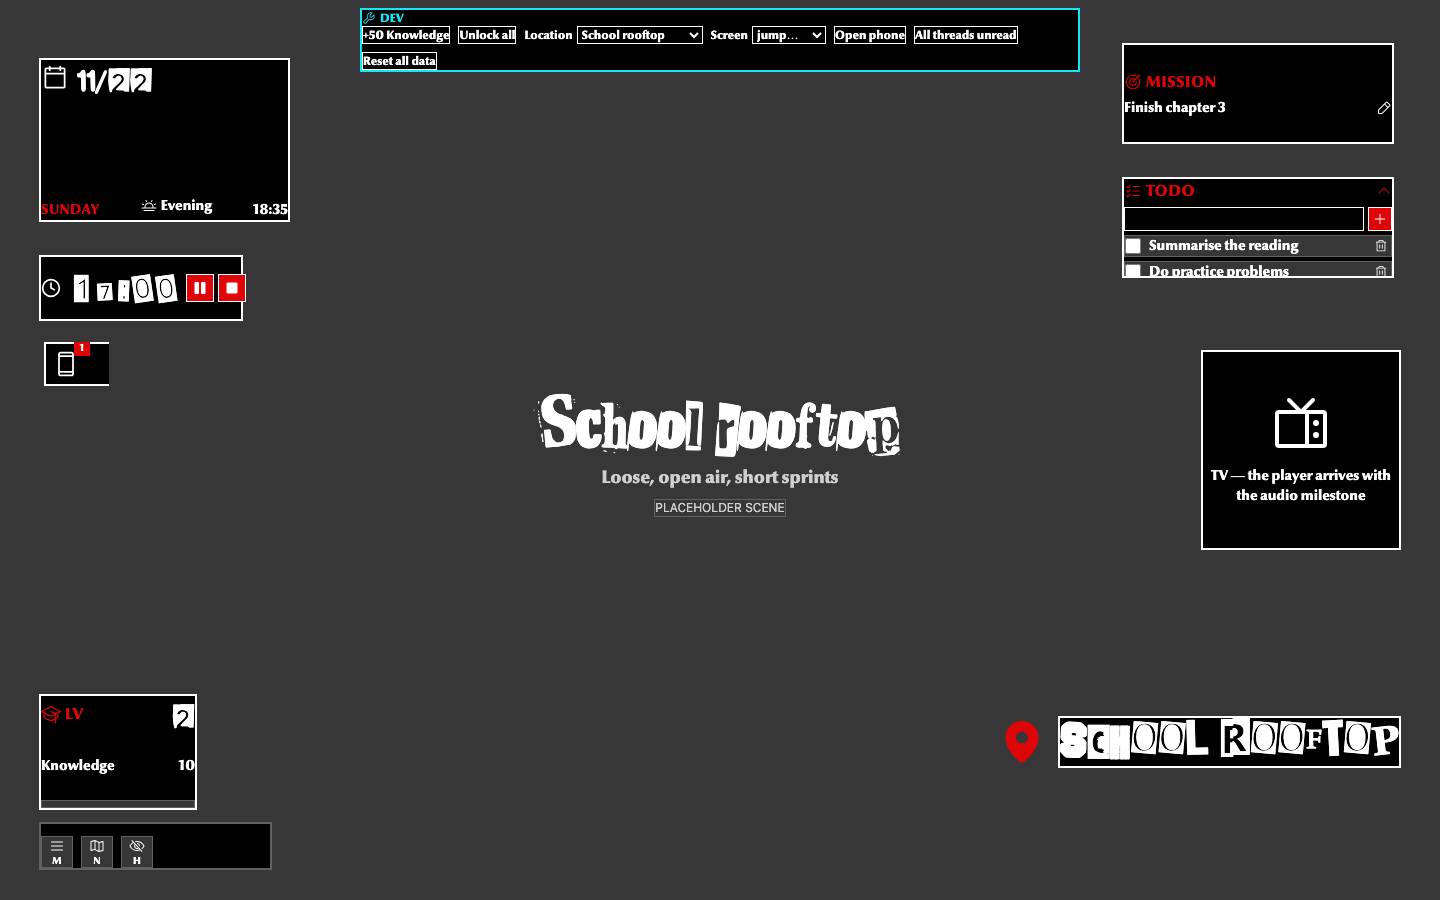 DEV
+50 Knowledge Unlock all Location School rooftop Screen jump... Open phone All threads unread
Reset all data
11/22
SUNDAY Evening 18:35
17:00
1
MISSION
Finish chapter 3
TODO
Summarise the reading
Do practice problems
School rooftop
Loose, open air, short sprints
PLACEHOLDER SCENE
TV — the player arrives with
the audio milestone
LV 2
Knowledge 10
M N H
SCHOOL ROOFTOP